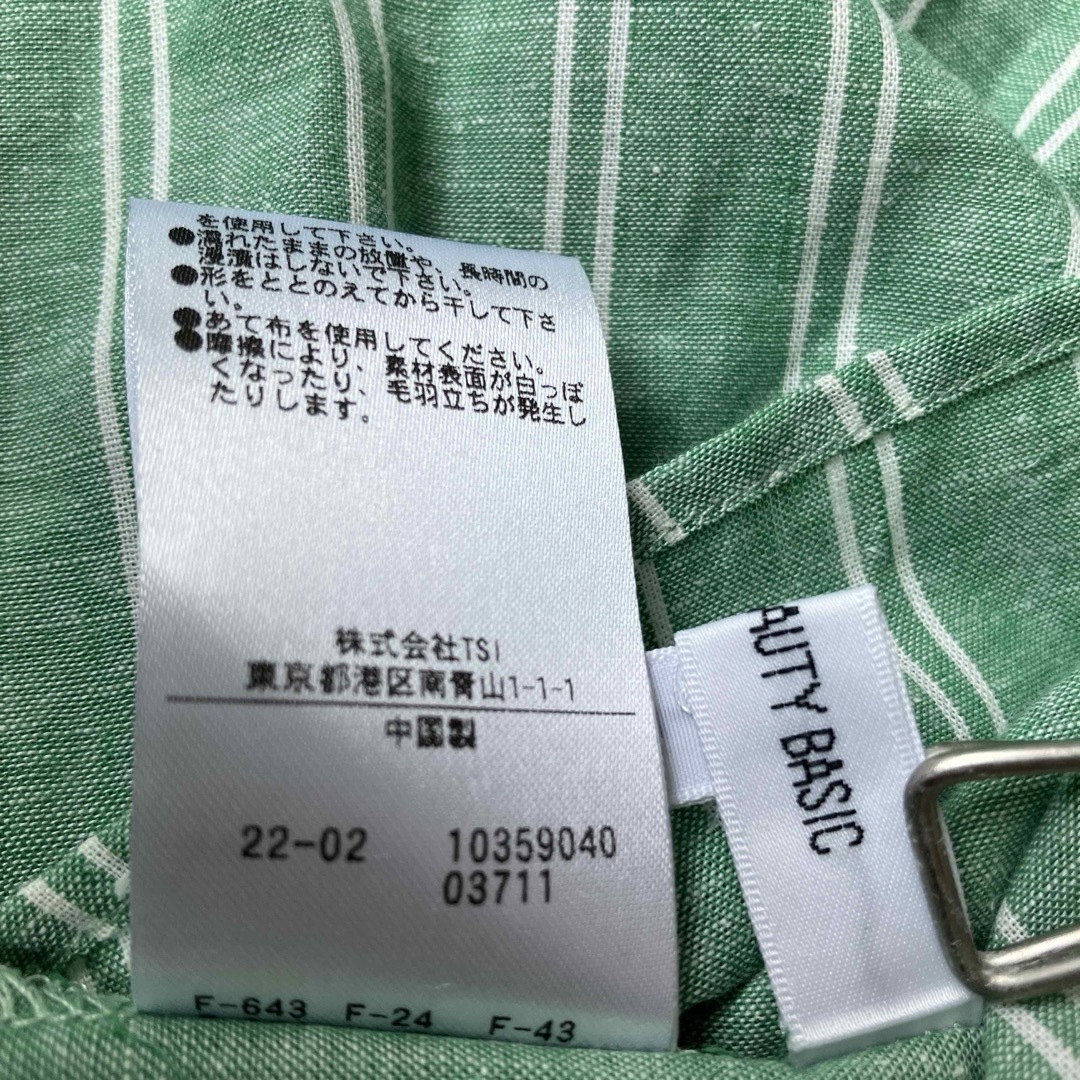 を使用して下さい。
●濡れたままの放置や、長時間の
浸漬はしないで下さい。
●形をととのえてから干して下さ
い。
●あて布を使用してください。
●摩擦により、素材表面が白っぽ
くなったり、毛羽立ちが発生し
たりします。
株式会社TSI
東京都港区南青山1-1-1
中国製
22-02 10359040
03711
F-643 F-24 F-43
AUTY BASIC